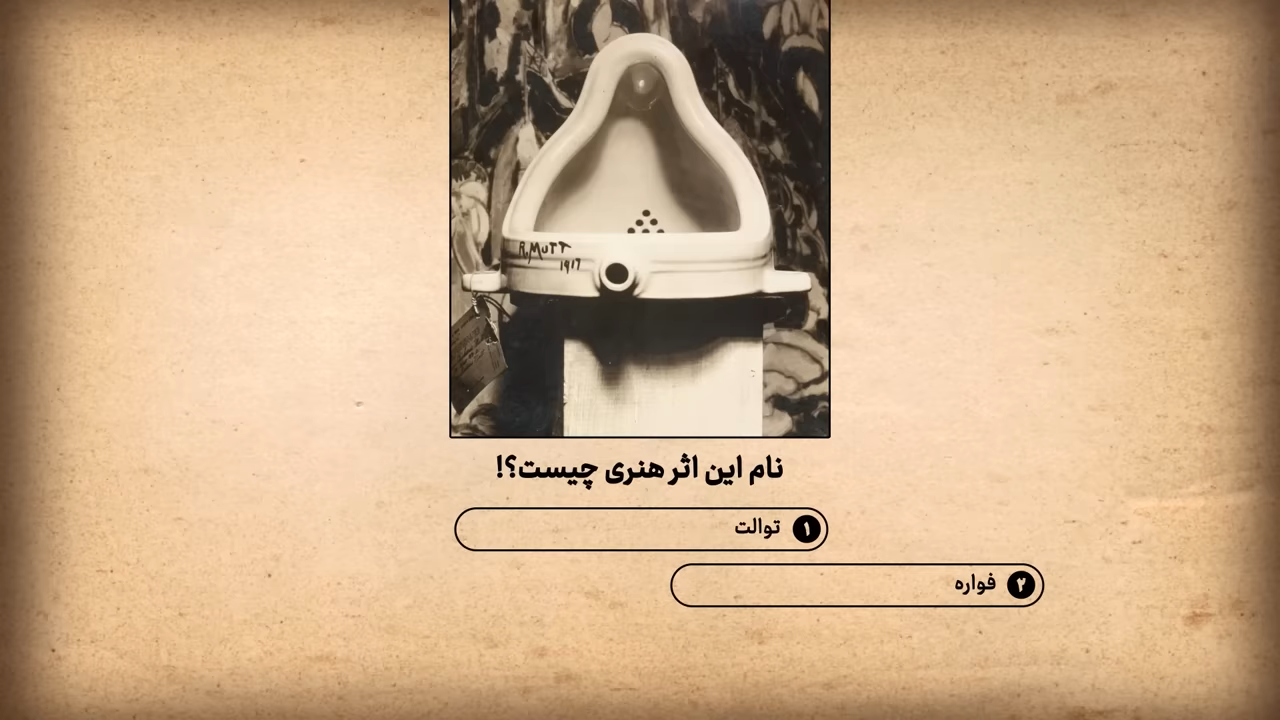 R. MUTT
1917
نام این اثر هنری چیست؟!
۱ توالت
۲ فواره